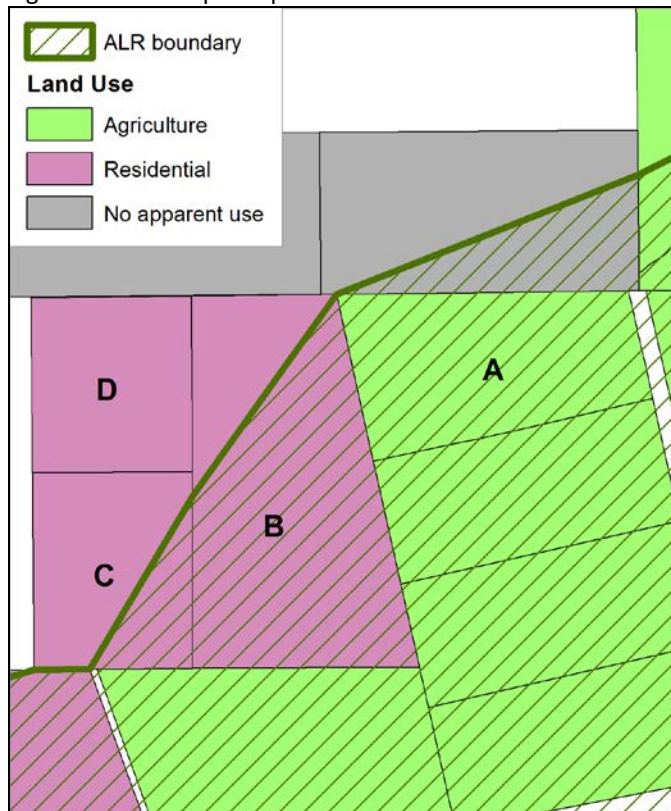 ALR boundary
Land Use
Agriculture
Residential
No apparent use
A
D
B
C